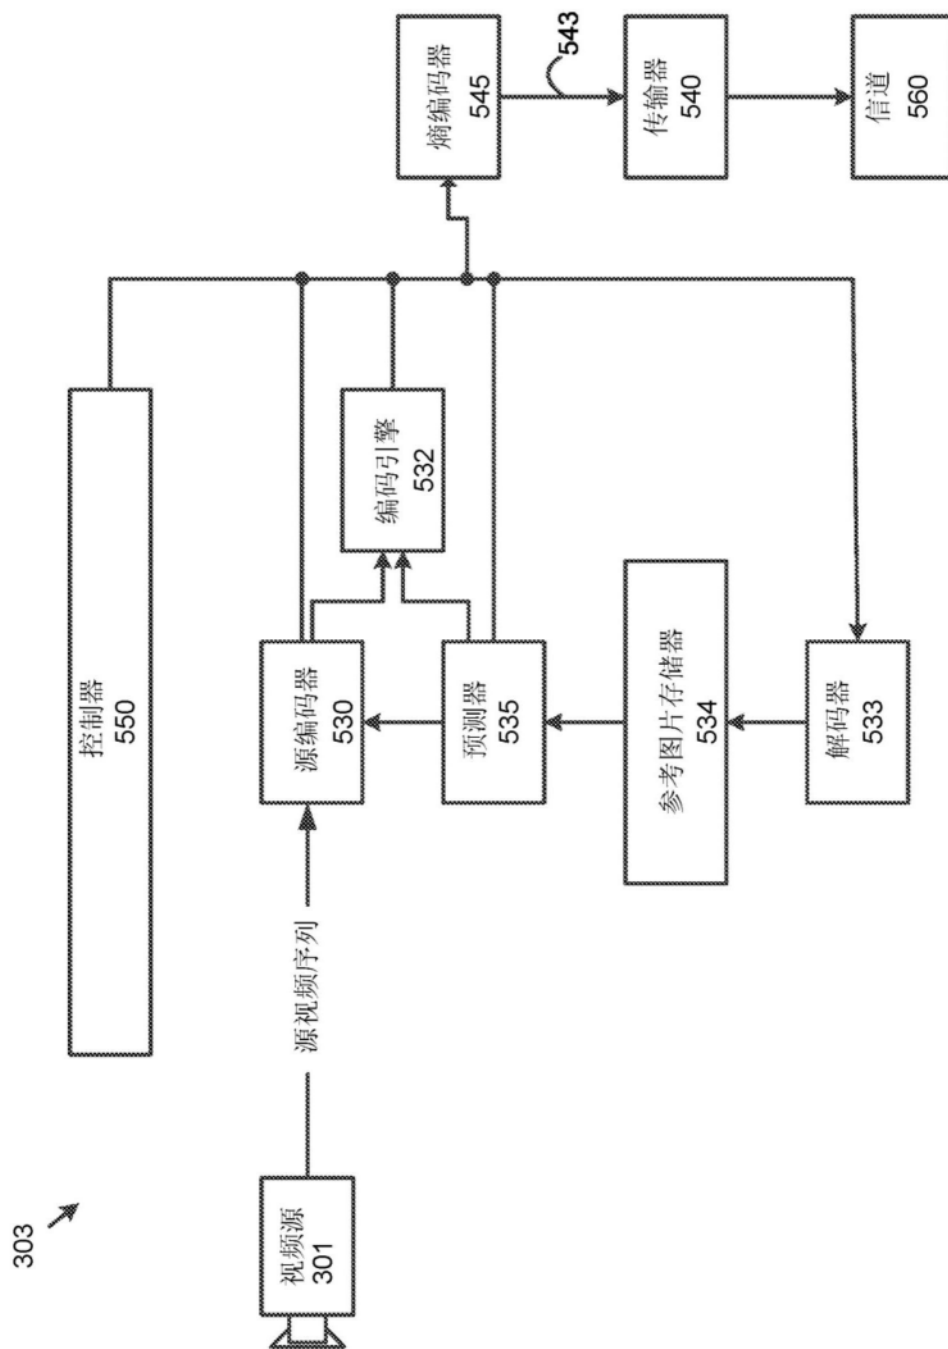 303
控制器
550
视频源
301
源视频序列
源编码器
530
编码引擎
532
预测器
535
参考图片存储器
534
解码器
533
熵编码器
545
543
传输器
540
信道
560